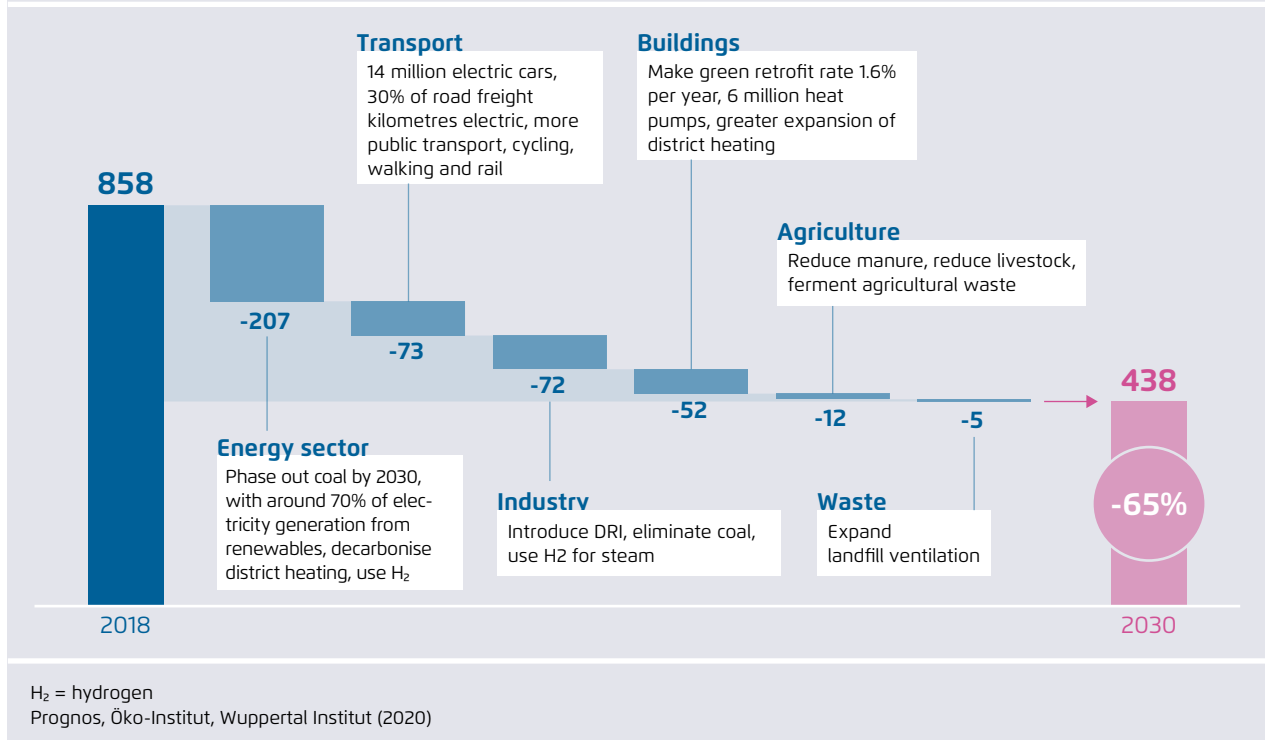 Transport
14 million electric cars,
30% of road freight
kilometres electric, more
public transport, cycling,
walking and rail
Buildings
Make green retrofit rate 1.6%
per year, 6 million heat
pumps, greater expansion of
district heating
858
Agriculture
Reduce manure, reduce livestock,
ferment agricultural waste
-207
-73
-72
-52
-12
-5
438
-65%
Energy sector
Phase out coal by 2030,
with around 70% of elec-
tricity generation from
renewables, decarbonise
district heating, use H₂
Industry
Introduce DRI, eliminate coal,
use H2 for steam
Waste
Expand
landfill ventilation
2018
2030
H₂ = hydrogen
Prognos, Öko-Institut, Wuppertal Institut (2020)